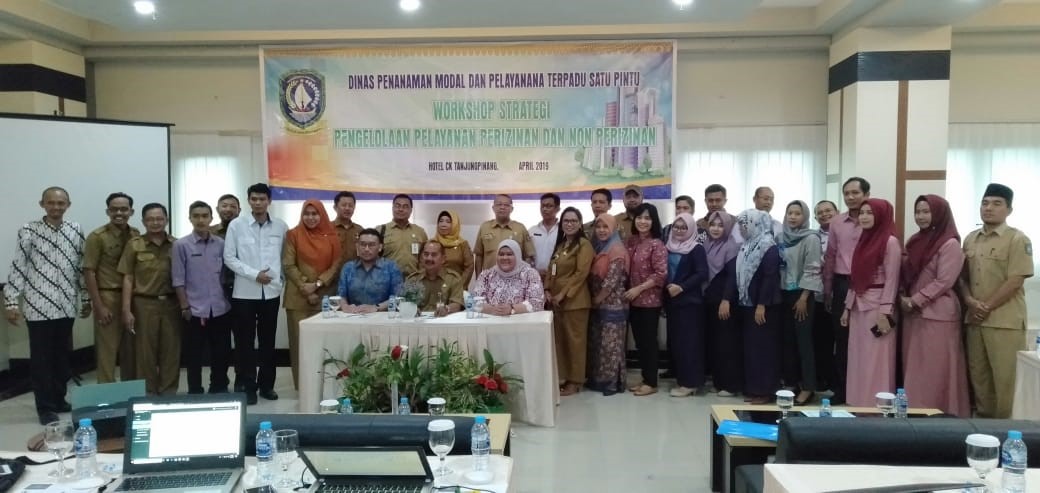 DINAS PENANAMAN MODAL DAN PELAYANANA TERPADU SATU PINTU
WORKSHOP STRATEGI
PENGELOLAAN PELAYANAN PERIZINAN DAN NON PERIZINAN
HOTEL CK TANJUNGPINANG, APRIL 2019